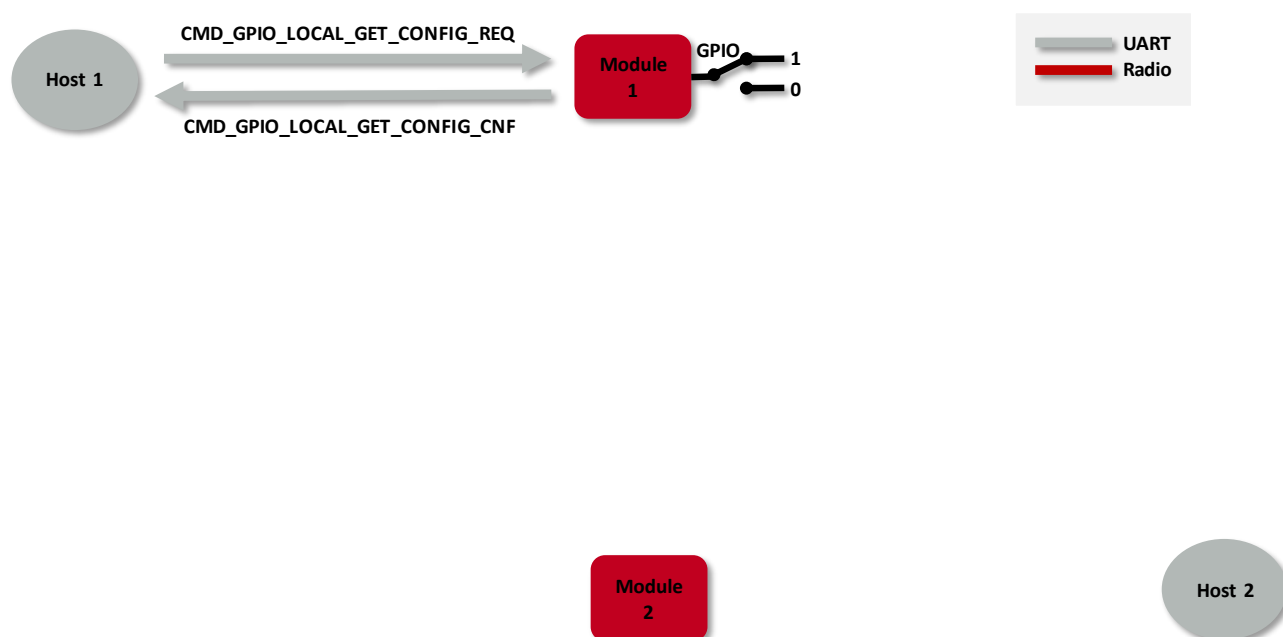 CMD_GPIO_LOCAL_GET_CONFIG_REQ
Host 1
Module
1
GPIO
1
0
UART
Radio
CMD_GPIO_LOCAL_GET_CONFIG_CNF
Module
2
Host 2